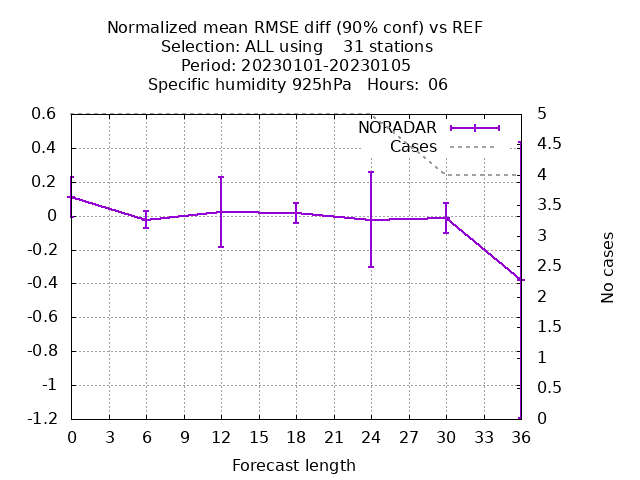 Normalized mean RMSE diff (90% conf) vs REF
Selection: ALL using    31 stations
Period: 20230101-20230105
Specific humidity 925hPa   Hours:  06
NORADAR
Cases
0.6
0.4
0.2
0
-0.2
-0.4
-0.6
-0.8
-1
-1.2
5
4.5
4
3.5
3
2.5
2
1.5
1
0.5
0
No cases
0 3 6 9 12 15 18 21 24 27 30 33 36
Forecast length